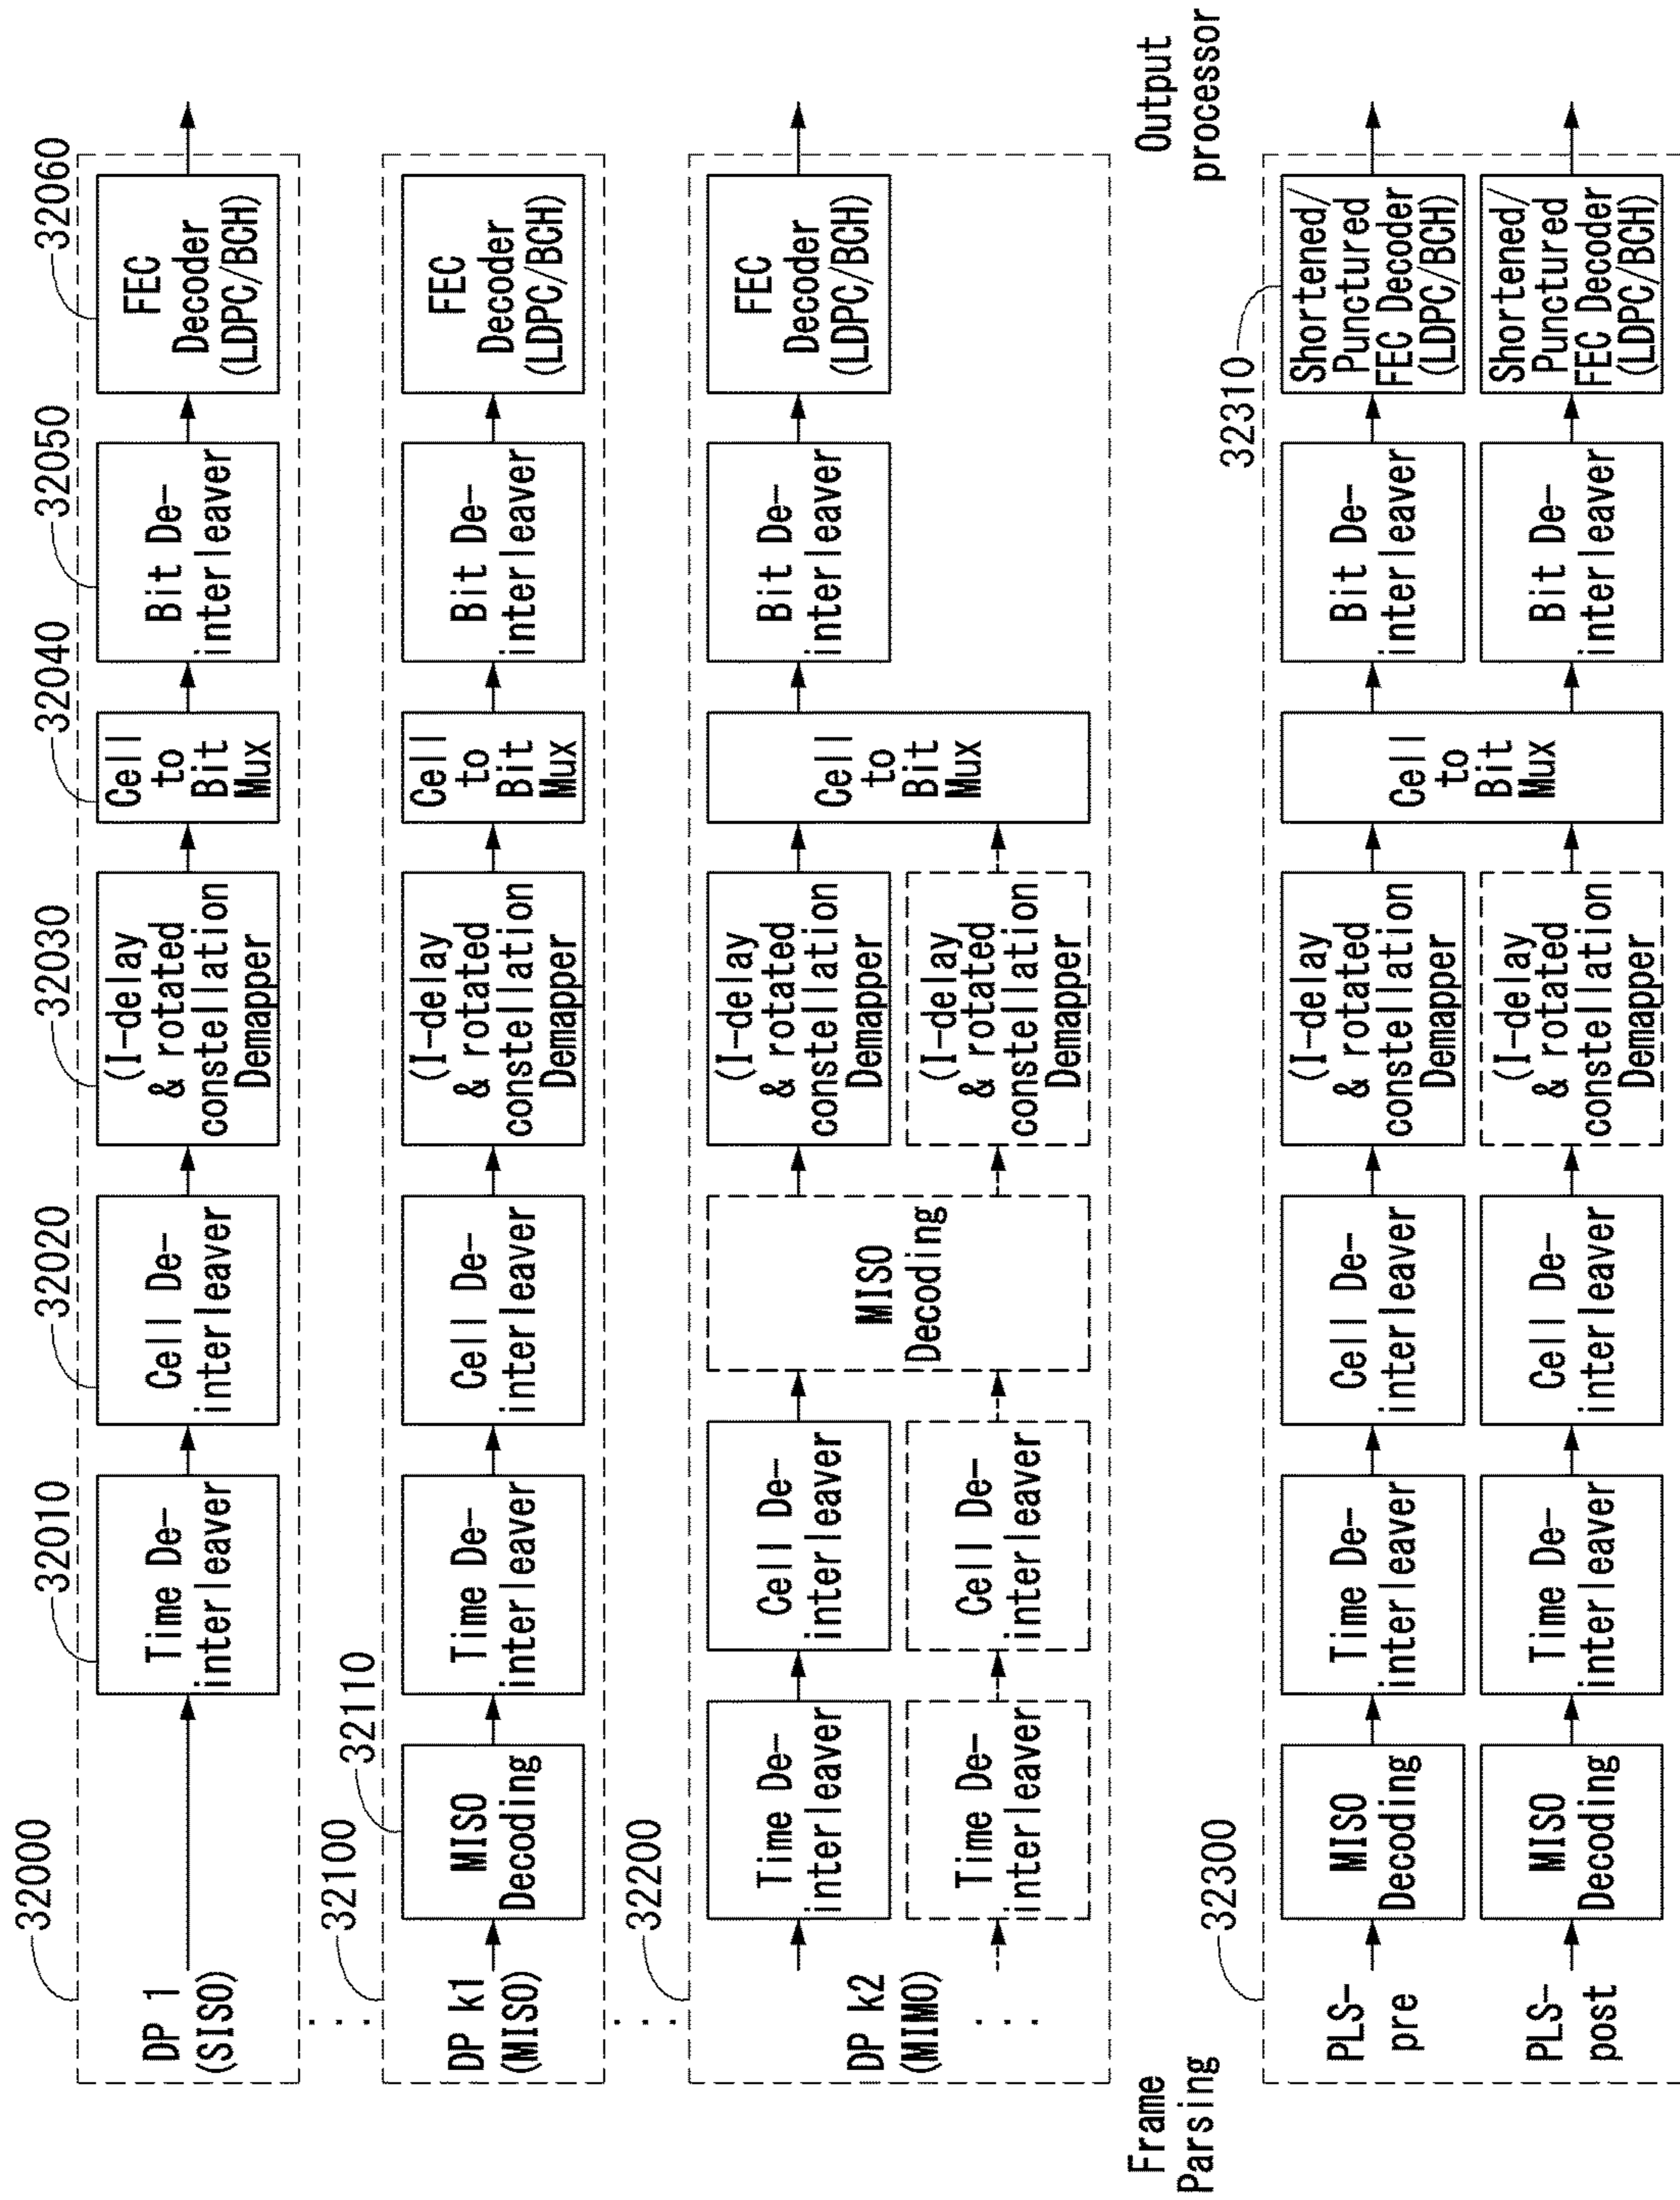 32000
32010
32020
32030
32040
32050
32060
DP 1
(SISO)
Time De-
interleaver
Cell De-
interleaver
(I-delay
& rotated
constellation
Demapper
Cell
to
Bit
Mux
Bit De-
interleaver
FEC
Decoder
(LDPC/BCH)
. . .
32100
32110
DP k1
(MISO)
MISO
Decoding
Time De-
interleaver
Cell De-
interleaver
(I-delay
& rotated
constellation
Demapper
Cell
to
Bit
Mux
Bit De-
interleaver
FEC
Decoder
(LDPC/BCH)
. . .
32200
DP k2
(MIMO)
. . .
Time De-
interleaver
Cell De-
interleaver
Time De-
interleaver
Cell De-
interleaver
MISO
Decoding
(I-delay
& rotated
constellation
Demapper
(I-delay
& rotated
constellation
Demapper
Cell
to
Bit
Mux
Bit De-
interleaver
FEC
Decoder
(LDPC/BCH)
Frame
Parsing
Output
processor
32300
32310
PLS-
pre
MISO
Decoding
Time De-
interleaver
Cell De-
interleaver
(I-delay
& rotated
constellation
Demapper
Cell
to
Bit
Mux
Bit De-
interleaver
Shortened/
Punctured
FEC Decoder
(LDPC/BCH)
PLS-
post
MISO
Decoding
Time De-
interleaver
Cell De-
interleaver
(I-delay
& rotated
constellation
Demapper
Bit De-
interleaver
Shortened/
Punctured
FEC Decoder
(LDPC/BCH)